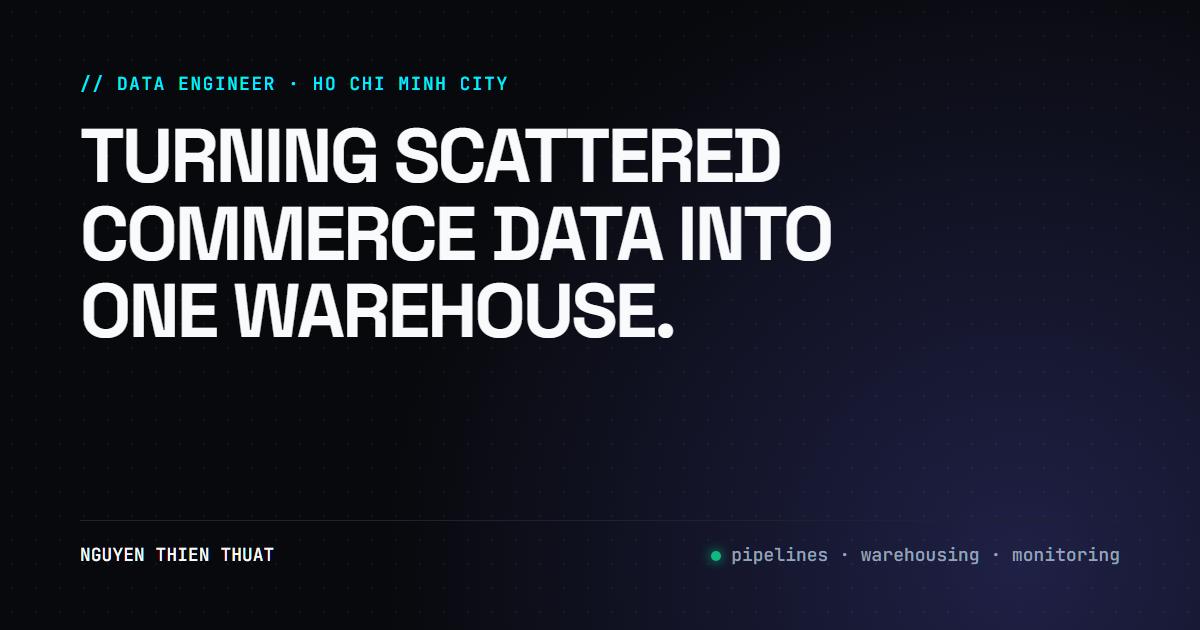 // DATA ENGINEER · HO CHI MINH CITY
TURNING SCATTERED
COMMERCE DATA INTO
ONE WAREHOUSE.
NGUYEN THIEN THUAT
pipelines · warehousing · monitoring